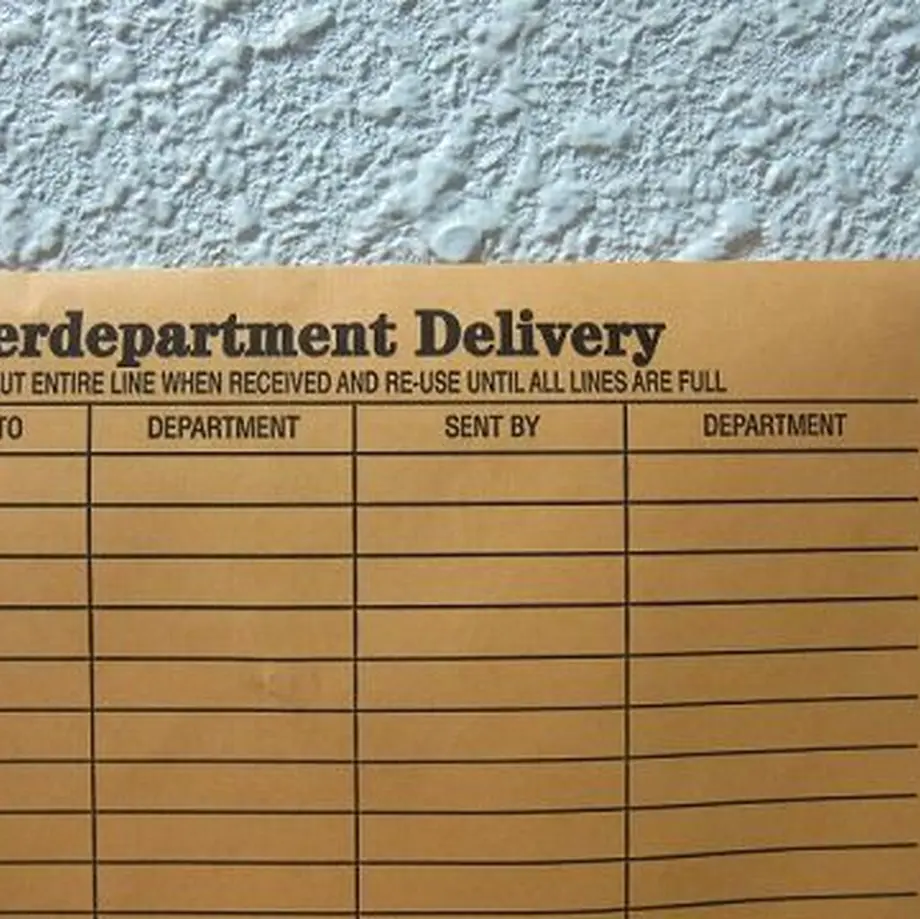 erdepartment Delivery
UT ENTIRE LINE WHEN RECEIVED AND RE-USE UNTIL ALL LINES ARE FULL
TO DEPARTMENT SENT BY DEPARTMENT